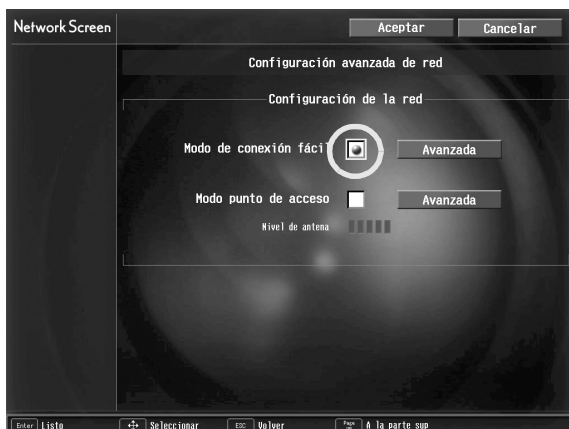 Network Screen
Aceptar Cancelar
Configuración avanzada de red
Configuración de la red
Modo de conexión fácil Avanzada
Modo punto de acceso Avanzada
Nivel de antena
Enter Listo Seleccionar ESC Volver Page A la parte sup